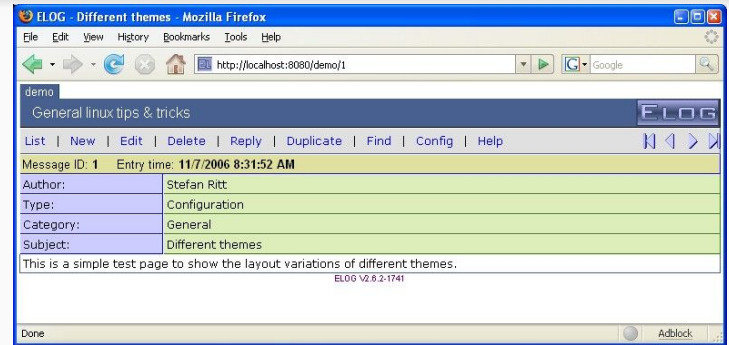 ELOG - Different themes - Mozilla Firefox
File Edit View History Bookmarks Tools Help
http://localhost:8080/demo/1 G Google
demo
General linux tips & tricks ELOG
List | New | Edit | Delete | Reply | Duplicate | Find | Config | Help
Message ID: 1 Entry time: 11/7/2006 8:31:52 AM
Author: Stefan Ritt
Type: Configuration
Category: General
Subject: Different themes
This is a simple test page to show the layout variations of different themes.
ELOG V2.6.2-1741
Done Adblock